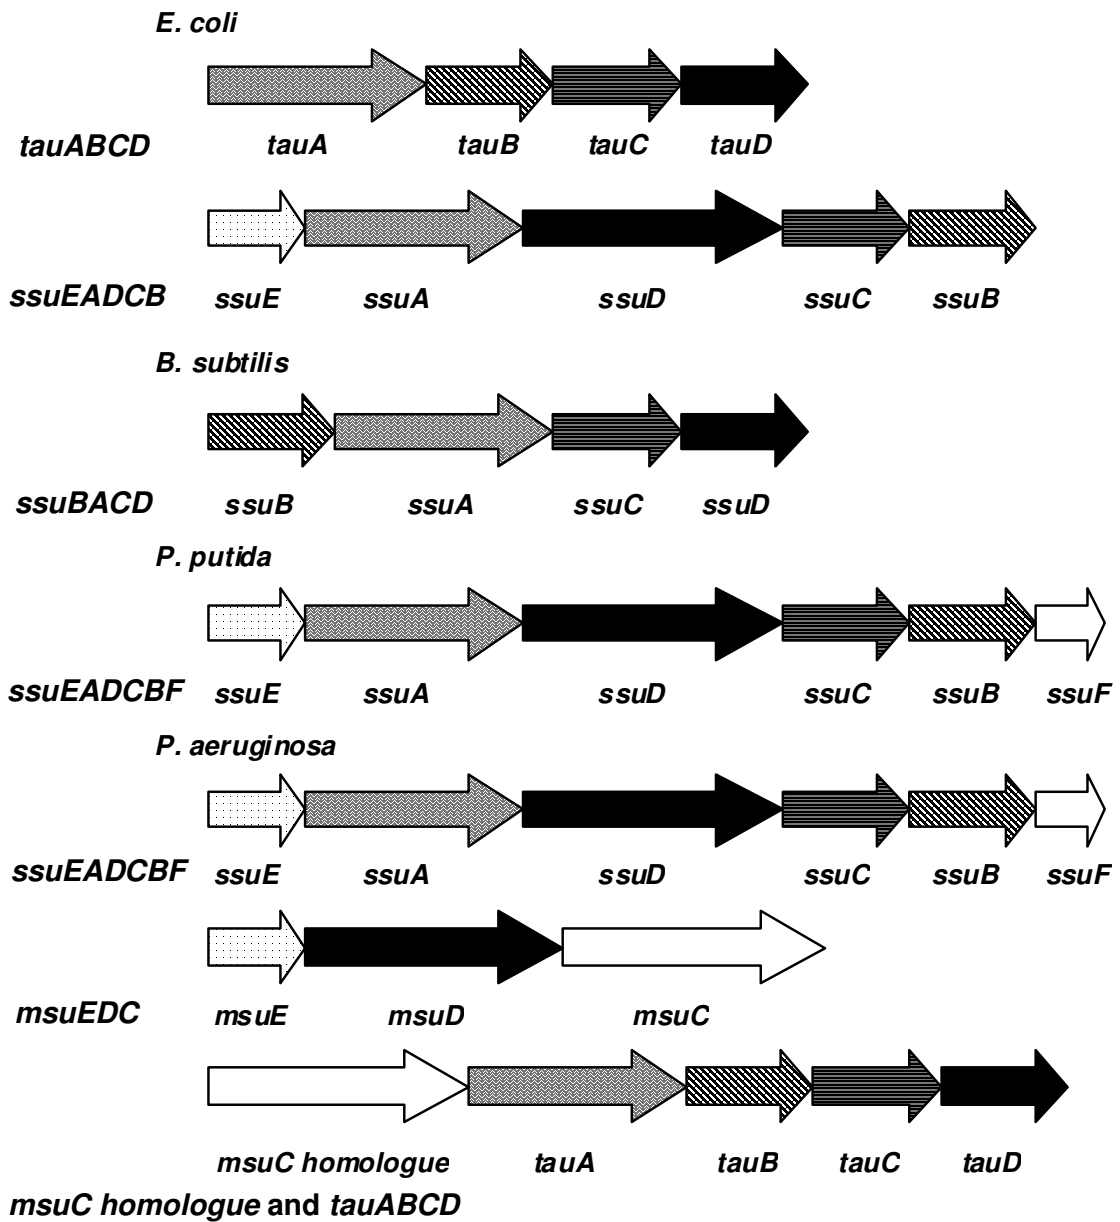 E. coli
tauABCD tauA tauB tauC tauD
ssuEADCB ssuE ssuA ssuD ssuC ssuB
B. subtilis
ssuBACD ssuB ssuA ssuC ssuD
P. putida
ssuEADCBF ssuE ssuA ssuD ssuC ssuB ssuF
P. aeruginosa
ssuEADCBF ssuE ssuA ssuD ssuC ssuB ssuF
msuEDC msuE msuD msuC
msuC homologue tauA tauB tauC tauD
msuC homologue and tauABCD